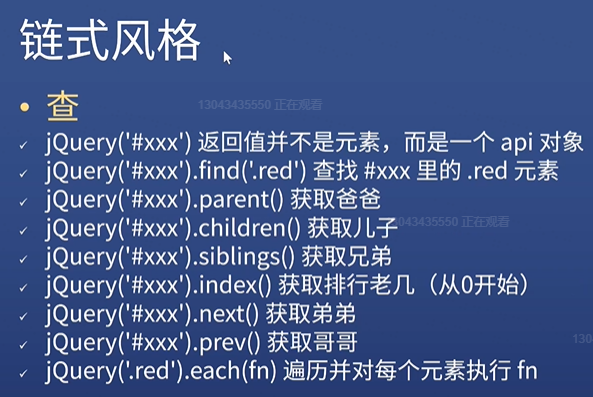 链式风格
13043435550 正在观看
• 查
✓ jQuery('#xxx') 返回值并不是元素，而是一个 api 对象
✓ jQuery('#xxx').find('.red') 查找 #xxx 里的 .red 元素
✓ jQuery('#xxx').parent() 获取爸爸
13043435550 正在观看
✓ jQuery('#xxx').children() 获取儿子
✓ jQuery('#xxx').siblings() 获取兄弟
✓ jQuery('#xxx').index() 获取排行老几（从0开始）
✓ jQuery('#xxx').next() 获取弟弟
✓ jQuery('#xxx').prev() 获取哥哥
✓ jQuery('.red').each(fn) 遍历并对每个元素执行 fn